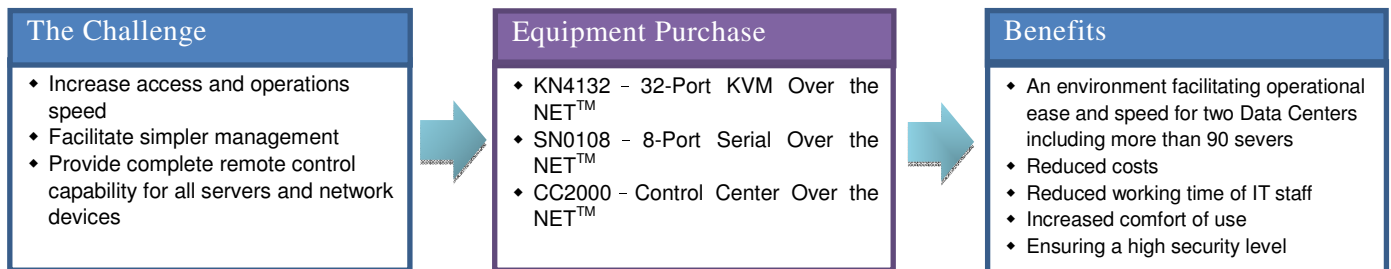 The Challenge
◆ Increase access and operations
speed
◆ Facilitate simpler management
◆ Provide complete remote control
capability for all servers and network
devices
Equipment Purchase
◆ KN4132 – 32-Port KVM Over the
NET™
◆ SN0108 – 8-Port Serial Over the
NET™
◆ CC2000 – Control Center Over the
NET™
Benefits
◆ An environment facilitating operational
ease and speed for two Data Centers
including more than 90 severs
◆ Reduced costs
◆ Reduced working time of IT staff
◆ Increased comfort of use
◆ Ensuring a high security level